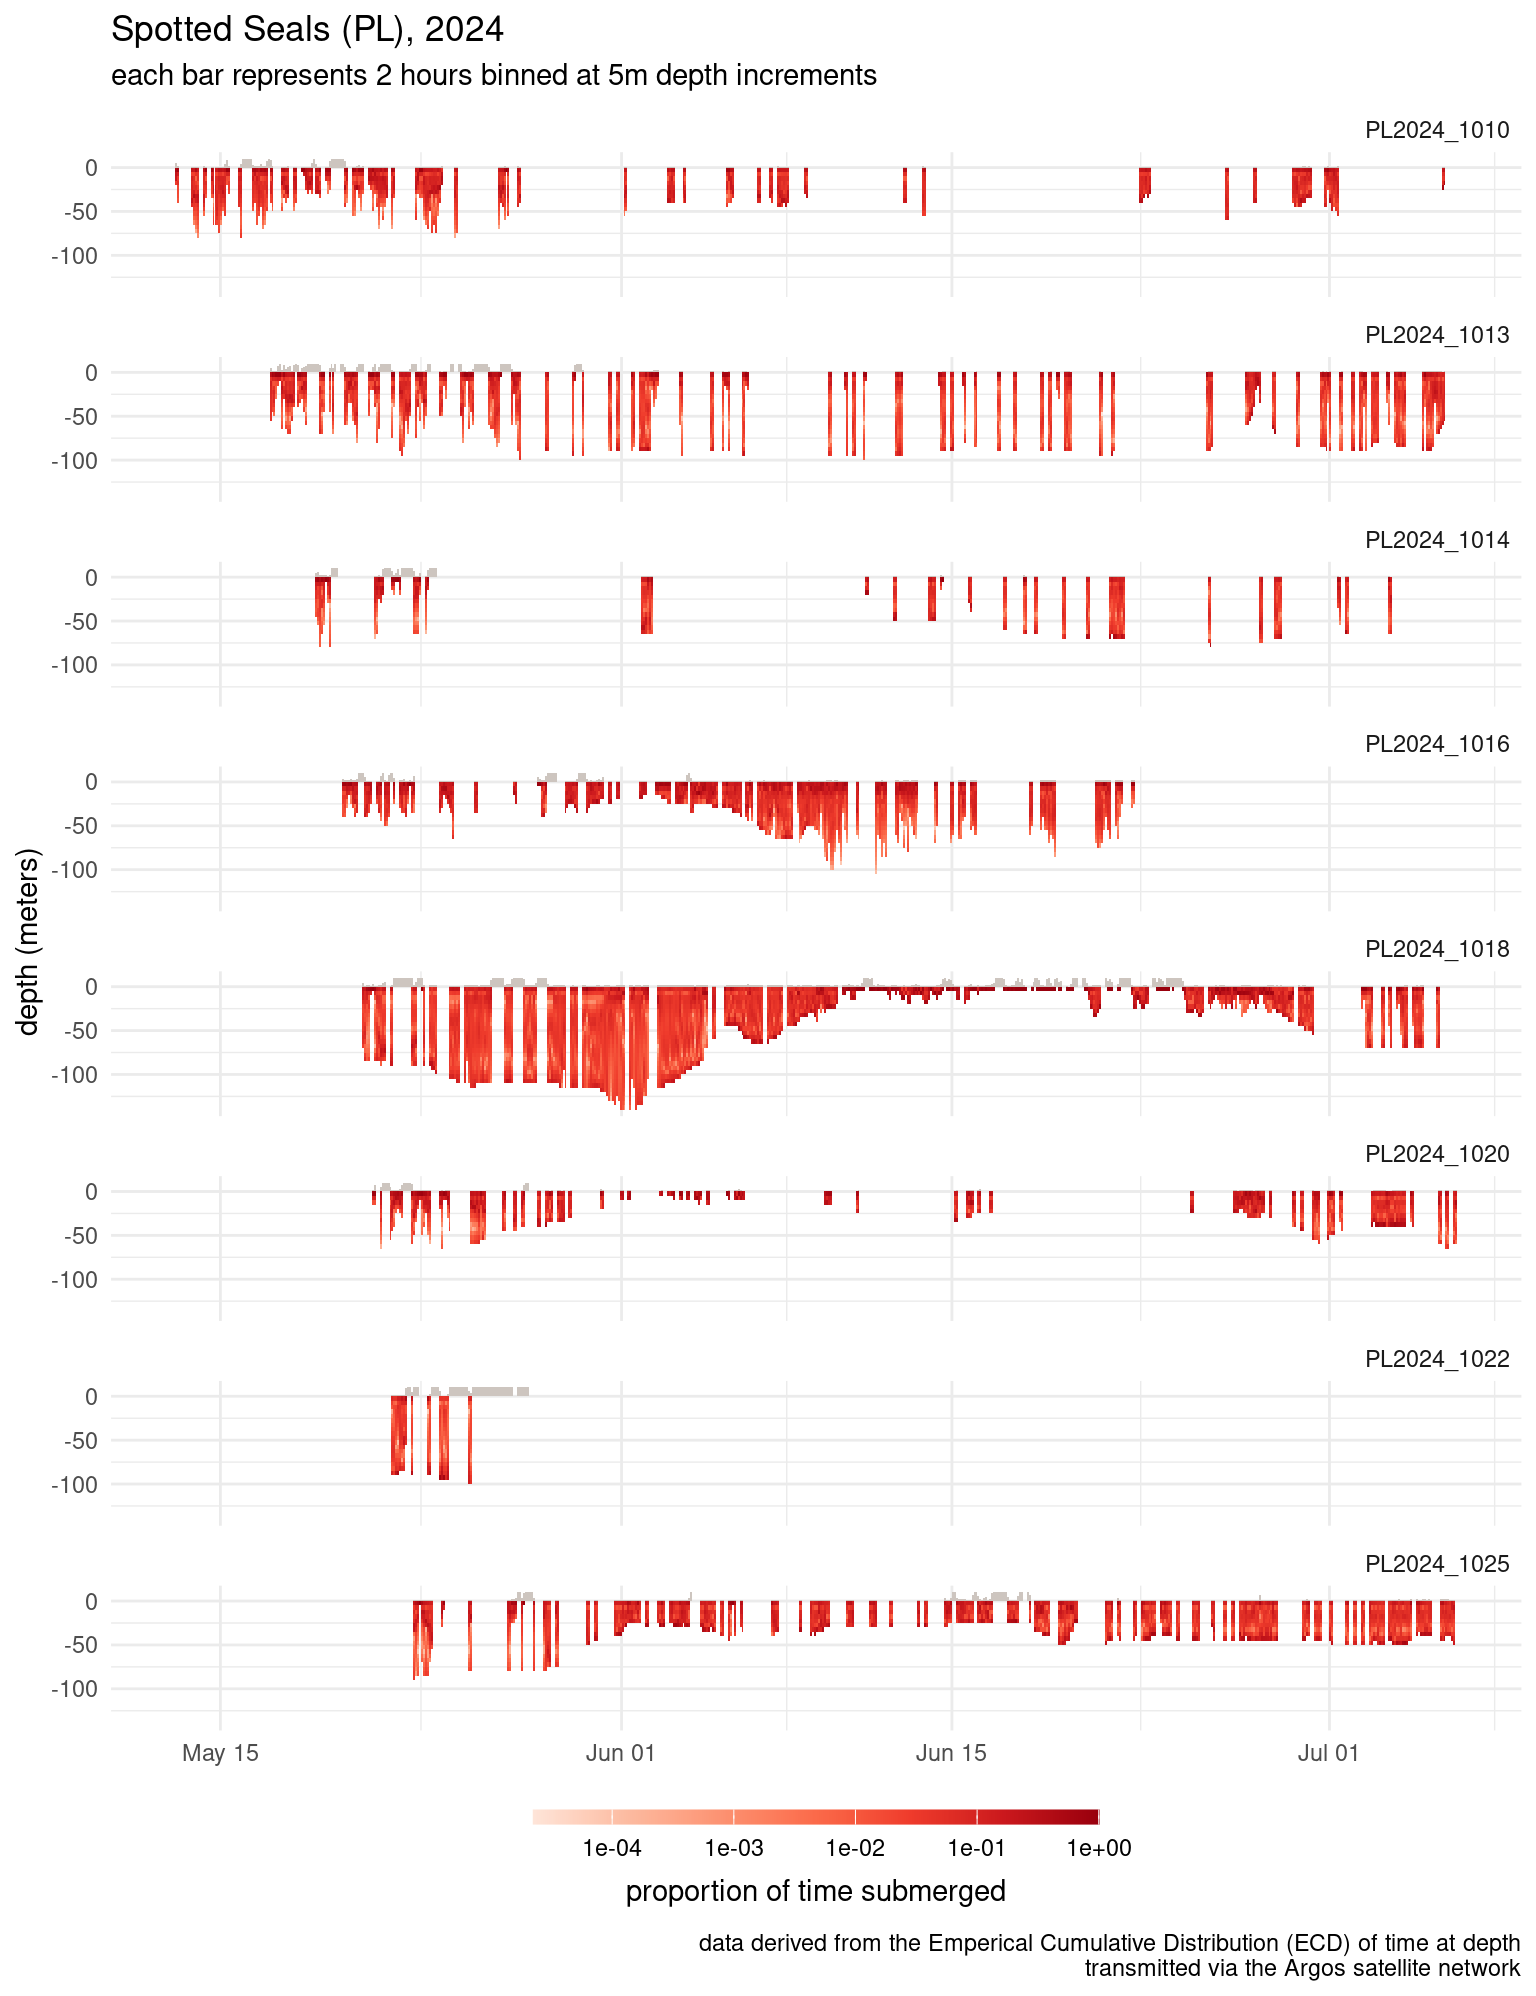 Spotted Seals (PL), 2024
each bar represents 2 hours binned at 5m depth increments
PL2024_1010
0
-50
-100
PL2024_1013
0
-50
-100
PL2024_1014
0
-50
-100
PL2024_1016
0
-50
-100
depth (meters)
PL2024_1018
0
-50
-100
PL2024_1020
0
-50
-100
PL2024_1022
0
-50
-100
PL2024_1025
0
-50
-100
May 15 Jun 01 Jun 15 Jul 01
1e-04 1e-03 1e-02 1e-01 1e+00
proportion of time submerged
data derived from the Emperical Cumulative Distribution (ECD) of time at depth
transmitted via the Argos satellite network